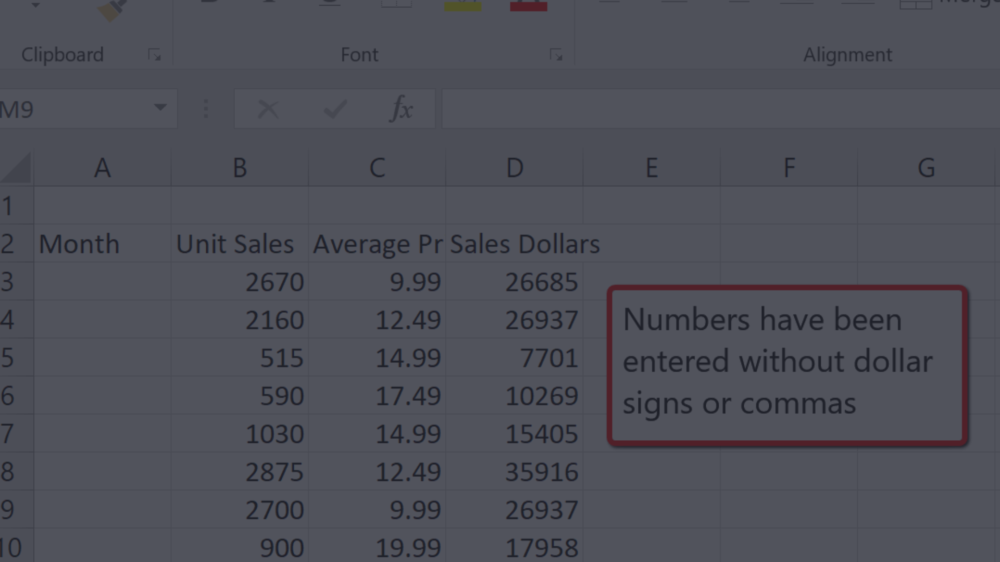 Clipboard Font Alignment
M9 fx
A B C D E F G
1
2 Month Unit Sales Average Pr Sales Dollars
3 2670 9.99 26685
4 2160 12.49 26937
5 515 14.99 7701
6 590 17.49 10269
7 1030 14.99 15405
8 2875 12.49 35916
9 2700 9.99 26937
10 900 19.99 17958
Numbers have been
entered without dollar
signs or commas